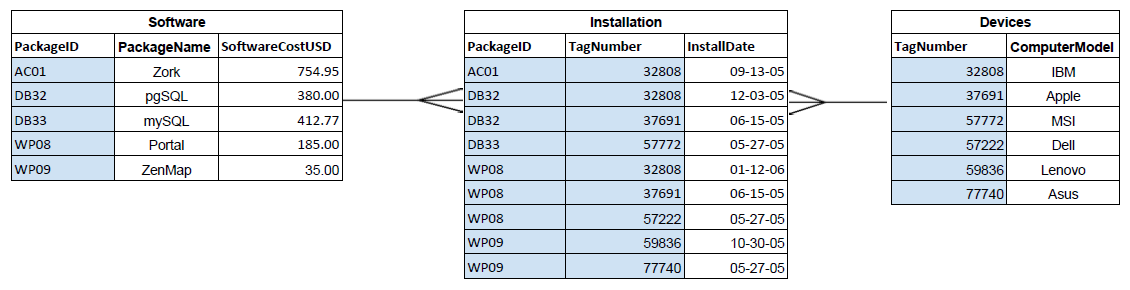 Software
PackageID PackageName SoftwareCostUSD
AC01 Zork 754.95
DB32 pgSQL 380.00
DB33 mySQL 412.77
WP08 Portal 185.00
WP09 ZenMap 35.00
Installation
PackageID TagNumber InstallDate
AC01 32808 09-13-05
DB32 32808 12-03-05
DB32 37691 06-15-05
DB33 57772 05-27-05
WP08 32808 01-12-06
WP08 37691 06-15-05
WP08 57222 05-27-05
WP09 59836 10-30-05
WP09 77740 05-27-05
Devices
TagNumber ComputerModel
32808 IBM
37691 Apple
57772 MSI
57222 Dell
59836 Lenovo
77740 Asus